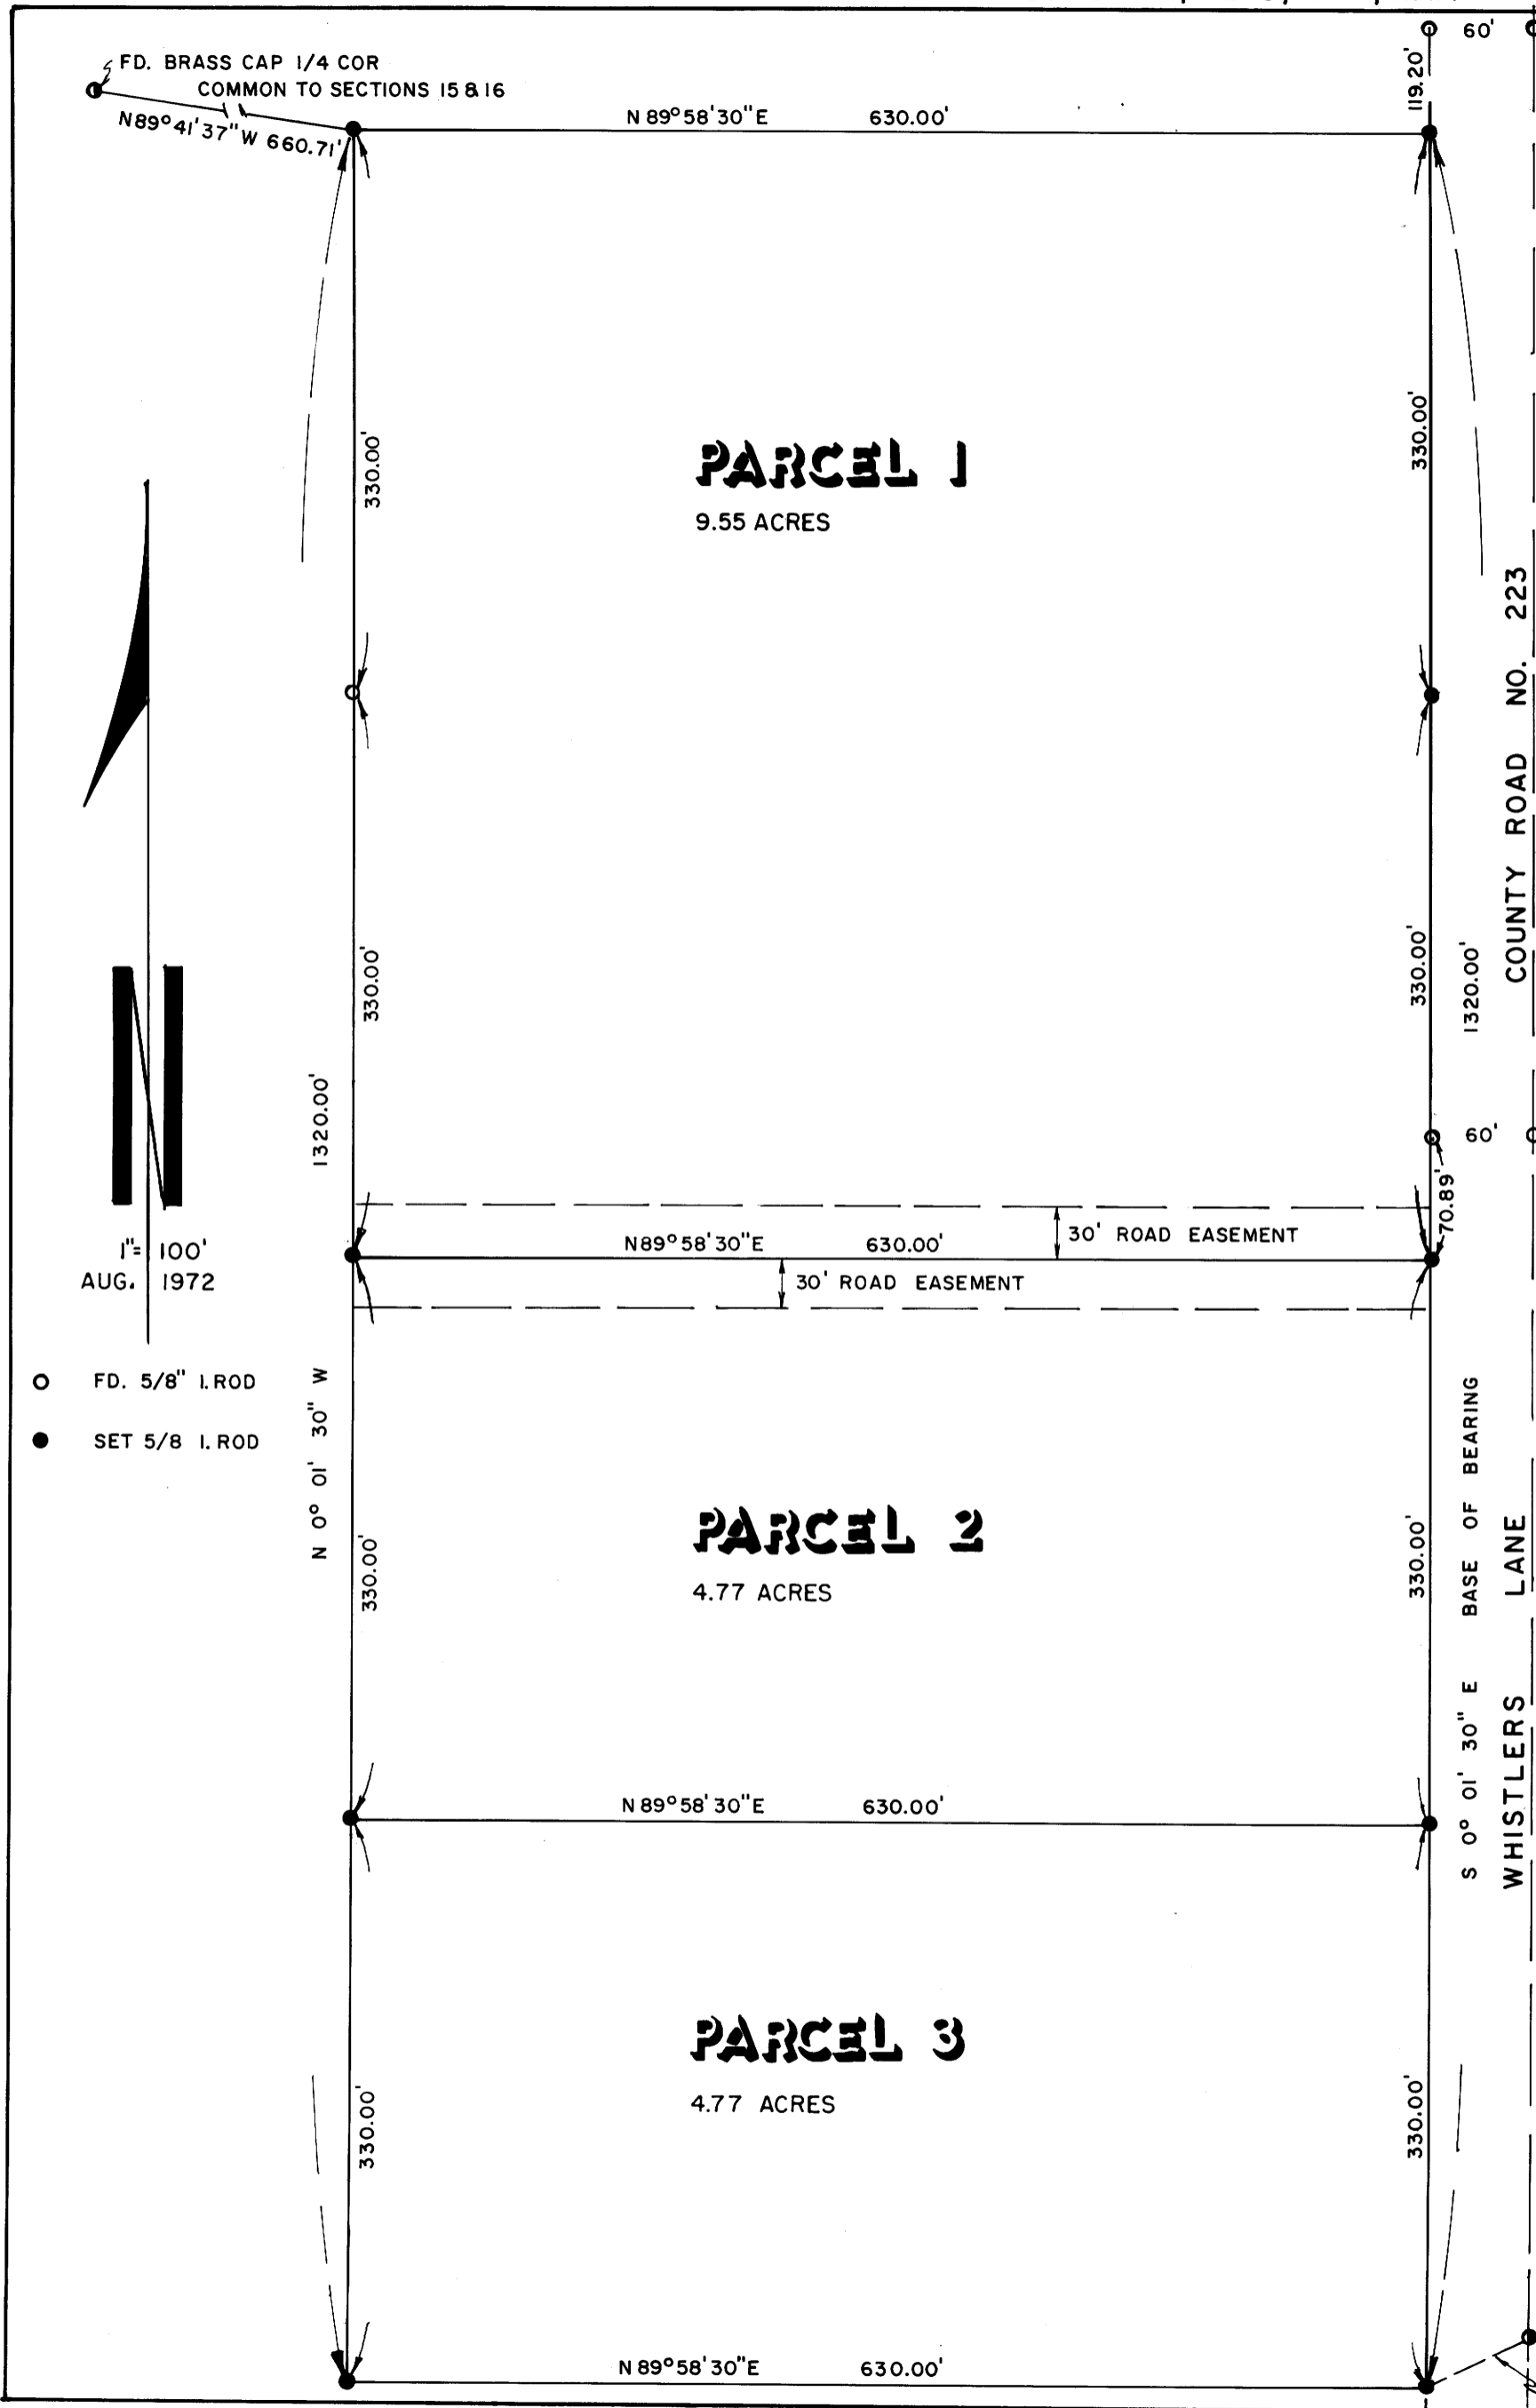 60'
119.20'
FD. BRASS CAP 1/4 COR
COMMON TO SECTIONS 15 & 16
N89°41'37"W 660.71'
N 89°58'30"E 630.00'
330.00'
330.00'
PARCEL 1
9.55 ACRES
COUNTY ROAD NO. 223
330.00'
330.00'
1320.00'
1320.00'
60'
70.89'
30' ROAD EASEMENT
N89°58'30"E 630.00'
30' ROAD EASEMENT
N
1"= 100'
AUG. 1972
FD. 5/8" I. ROD
SET 5/8 I. ROD
N 0° 01' 30" W
330.00'
330.00'
PARCEL 2
4.77 ACRES
S 0° 01' 30" E BASE OF BEARING
WHISTLERS LANE
N 89°58'30"E 630.00'
PARCEL 3
4.77 ACRES
330.00'
330.00'
N 89°58'30"E 630.00'